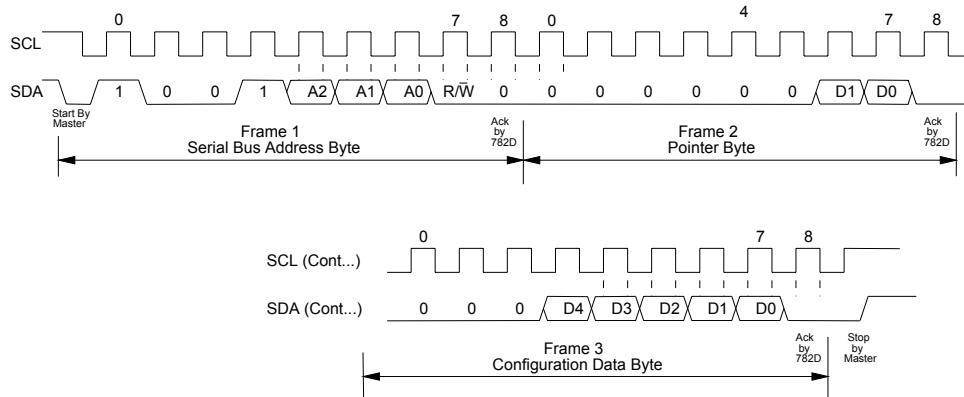 0 7 8 0 4 7 8
SCL
SDA 1 0 0 1 A2 A1 A0 R/W̅ 0 0 0 0 0 0 0 D1 D0
Start By
Master
Frame 1
Serial Bus Address Byte
Ack
by
782D
Frame 2
Pointer Byte
Ack
by
782D
0 7 8
SCL (Cont...)
SDA (Cont...) 0 0 0 D4 D3 D2 D1 D0
Frame 3
Configuration Data Byte
Ack
by
782D
Stop
by
Master